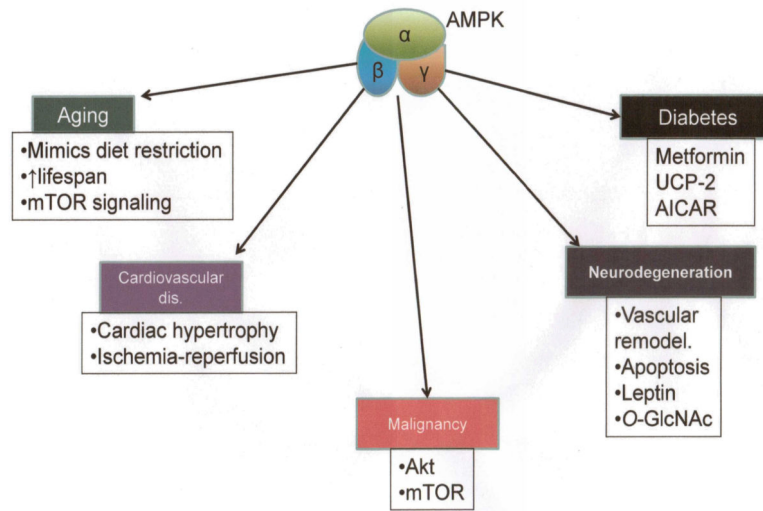 AMPK
α
β γ
Aging
•Mimics diet restriction
•↑lifespan
•mTOR signaling
Cardiovascular
dis.
•Cardiac hypertrophy
•Ischemia-reperfusion
Malignancy
•Akt
•mTOR
Neurodegeneration
•Vascular
remodel.
•Apoptosis
•Leptin
•O-GlcNAc
Diabetes
Metformin
UCP-2
AICAR